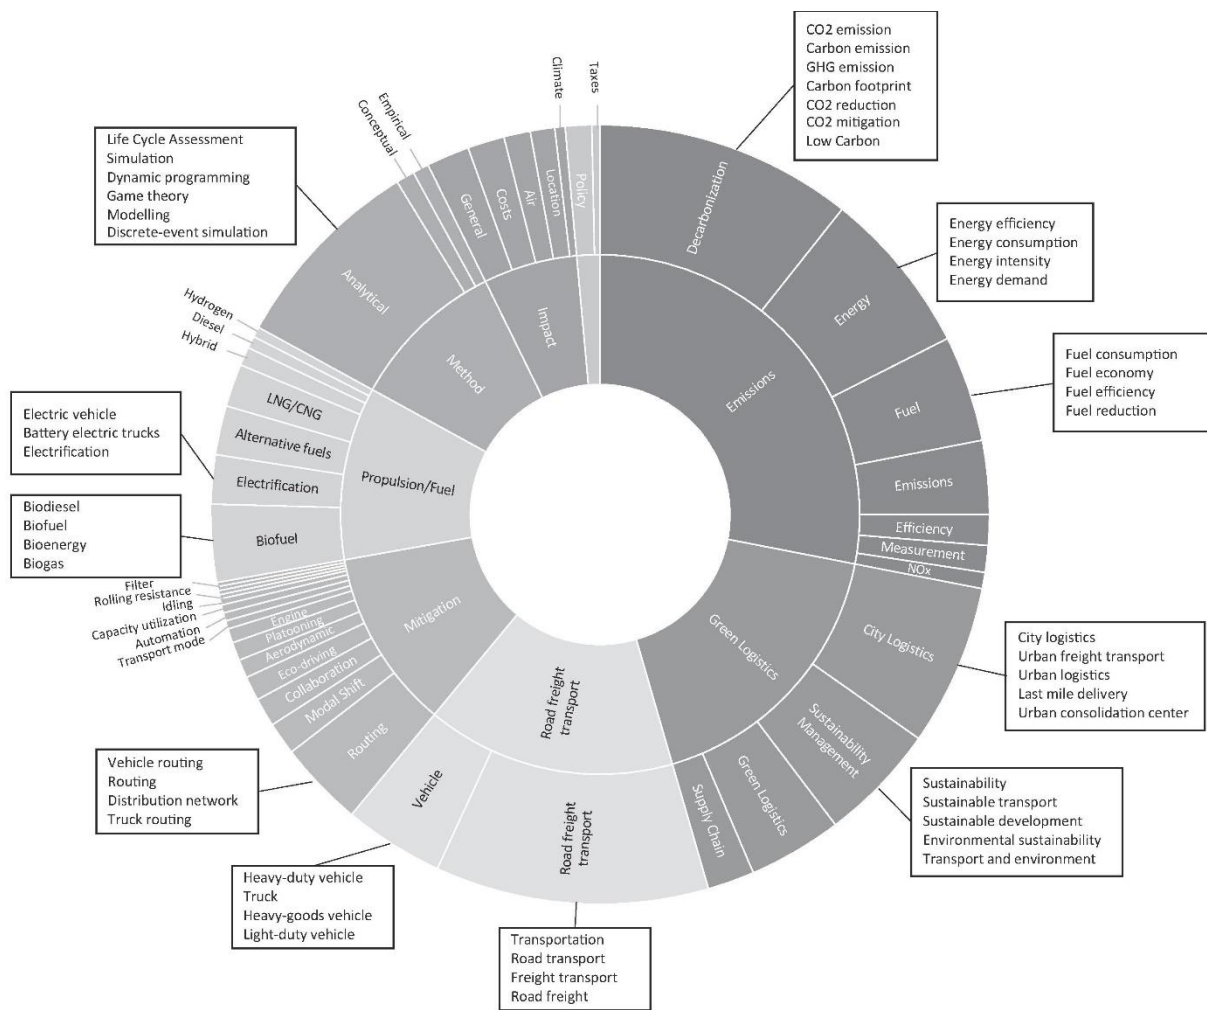 CO2 emission
Carbon emission
GHG emission
Carbon footprint
CO2 reduction
CO2 mitigation
Low Carbon
Energy efficiency
Energy consumption
Energy intensity
Energy demand
Fuel consumption
Fuel economy
Fuel efficiency
Fuel reduction
City logistics
Urban freight transport
Urban logistics
Last mile delivery
Urban consolidation center
Sustainability
Sustainable transport
Sustainable development
Environmental sustainability
Transport and environment
Transportation
Road transport
Freight transport
Road freight
Heavy-duty vehicle
Truck
Heavy-goods vehicle
Light-duty vehicle
Vehicle routing
Routing
Distribution network
Truck routing
Biodiesel
Biofuel
Bioenergy
Biogas
Electric vehicle
Battery electric trucks
Electrification
Life Cycle Assessment
Simulation
Dynamic programming
Game theory
Modelling
Discrete-event simulation
Emissions
Decarbonization
Energy
Fuel
Emissions
Efficiency
Measurement
NOx
Green Logistics
City Logistics
Sustainability
Management
Green Logistics
Supply Chain
Road freight
transport
Road freight
transport
Vehicle
Mitigation
Routing
Modal Shift
Collaboration
Eco-driving
Aerodynamic
Platooning
Engine
Transport mode
Automation
Capacity utilization
Idling
Rolling resistance
Filter
Propulsion/Fuel
Biofuel
Electrification
Alternative fuels
LNG/CNG
Hybrid
Diesel
Hydrogen
Method
Analytical
Conceptual
Empirical
Impact
General
Costs
Air
Location
Climate
Policy
Taxes